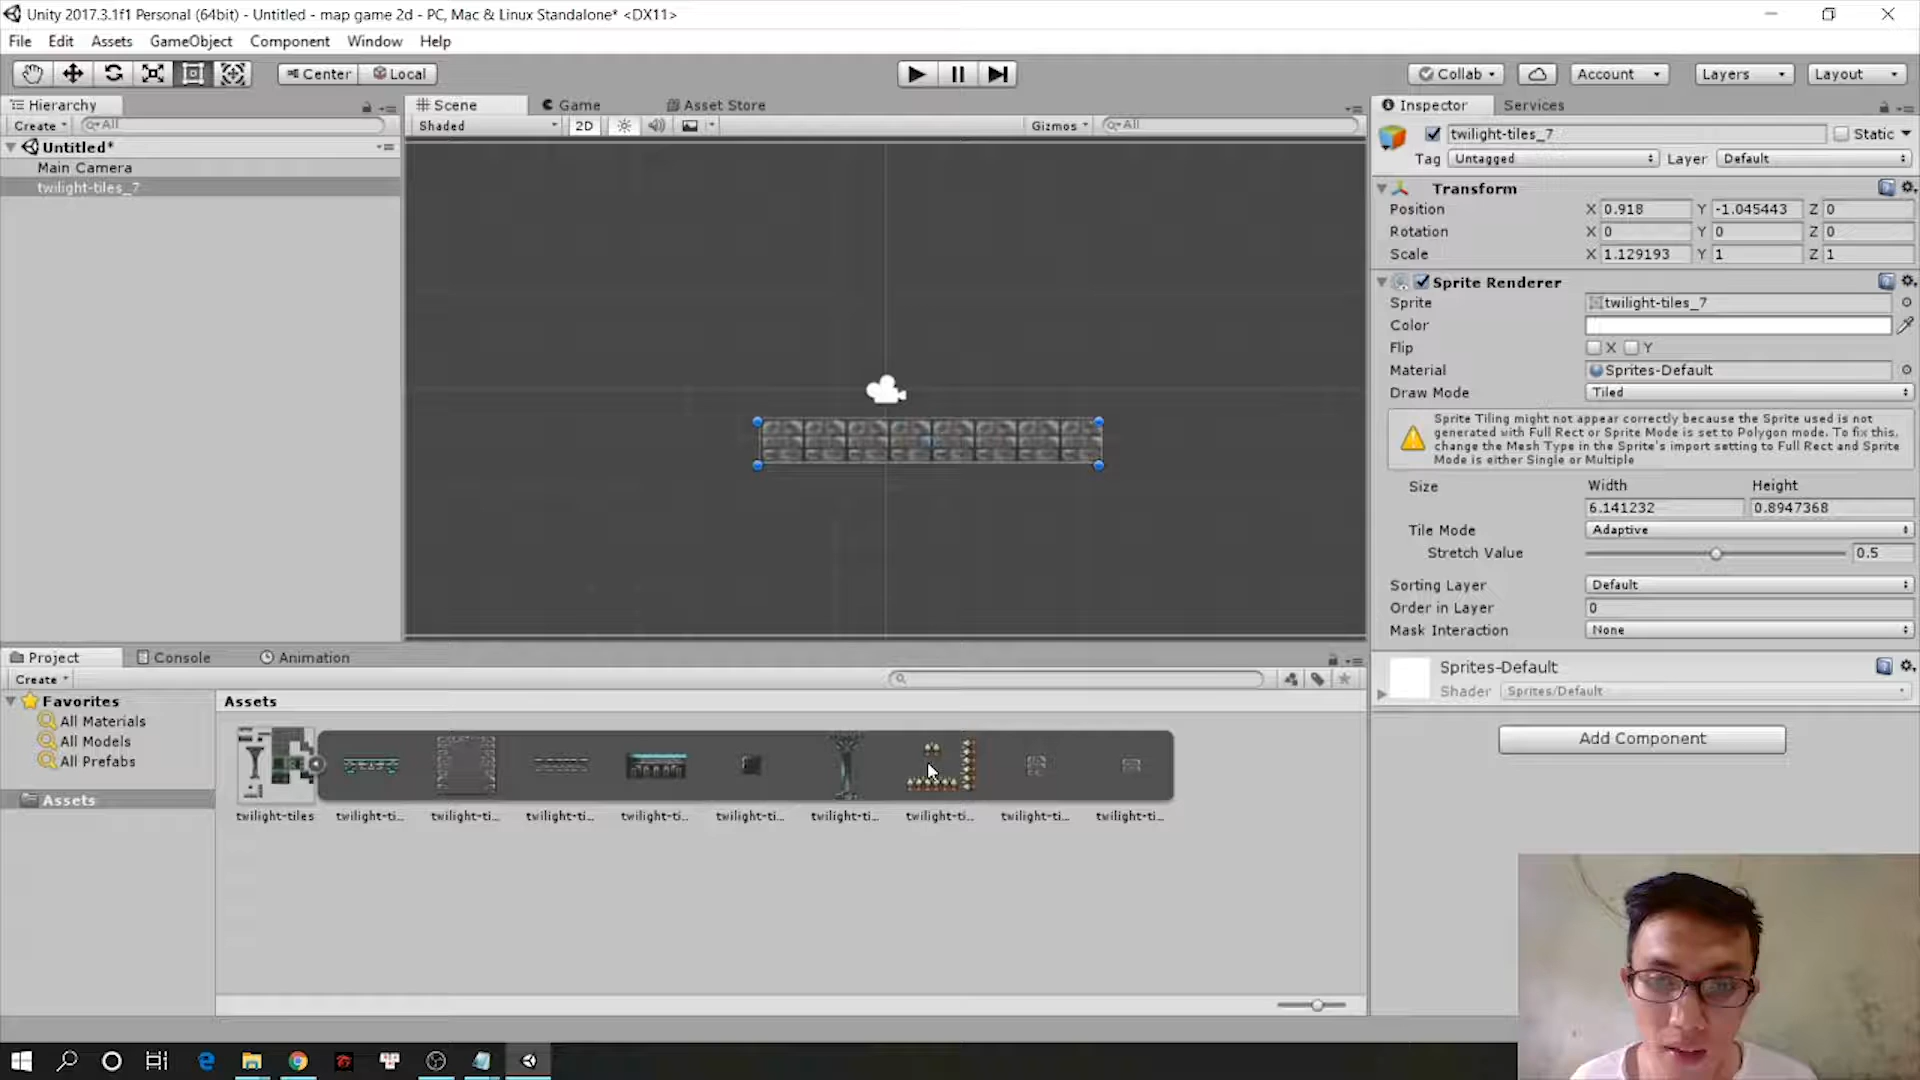 Unity 2017.3.1f1 Personal (64bit) - Untitled - map game 2d - PC, Mac & Linux Standalone* <DX11>
File Edit Assets GameObject Component Window Help
Center Local Collab Account Layers Layout
Hierarchy
Create All
Untitled*
Main Camera
twilight-tiles_7
Scene Game Asset Store
Shaded 2D Gizmos All
Inspector Services
twilight-tiles_7 Static
Tag Untagged Layer Default
Transform
Position X 0.918 Y -1.045443 Z 0
Rotation X 0 Y 0 Z 0
Scale X 1.129193 Y 1 Z 1
Sprite Renderer
Sprite twilight-tiles_7
Color
Flip X Y
Material Sprites-Default
Draw Mode Tiled
Sprite Tiling might not appear correctly because the Sprite used is not
generated with Full Rect or Sprite Mode is set to Polygon mode. To fix this,
change the Mesh Type in the Sprite's import setting to Full Rect and Sprite
Mode is either Single or Multiple
Size Width Height
6.141232 0.8947368
Tile Mode Adaptive
Stretch Value 0.5
Sorting Layer Default
Order in Layer 0
Mask Interaction None
Sprites-Default
Shader Sprites/Default
Add Component
Project Console Animation
Create
Favorites
All Materials
All Models
All Prefabs
Assets
Assets
twilight-tiles twilight-ti... twilight-ti... twilight-ti... twilight-ti... twilight-ti... twilight-ti... twilight-ti... twilight-ti... twilight-ti...